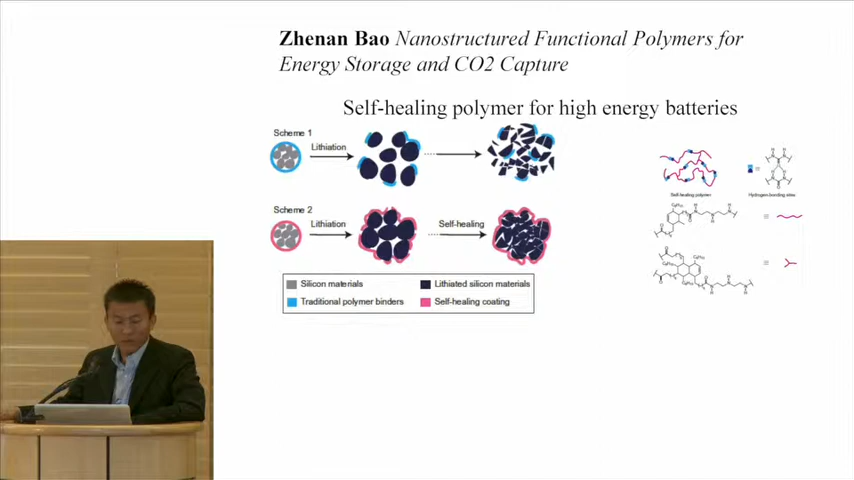 Zhenan Bao Nanostructured Functional Polymers for
Energy Storage and CO2 Capture
Self-healing polymer for high energy batteries
Scheme 1
Lithiation
Scheme 2
Lithiation
Self-healing
Silicon materials
Lithiated silicon materials
Traditional polymer binders
Self-healing coating
Self-healing polymer
Hydrogen-bonding sites